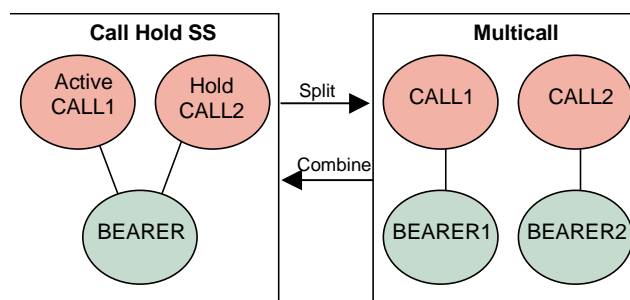 Call Hold SS
Multicall
Active
CALL1
Hold
CALL2
Split
CALL1
CALL2
Combine
BEARER
BEARER1
BEARER2